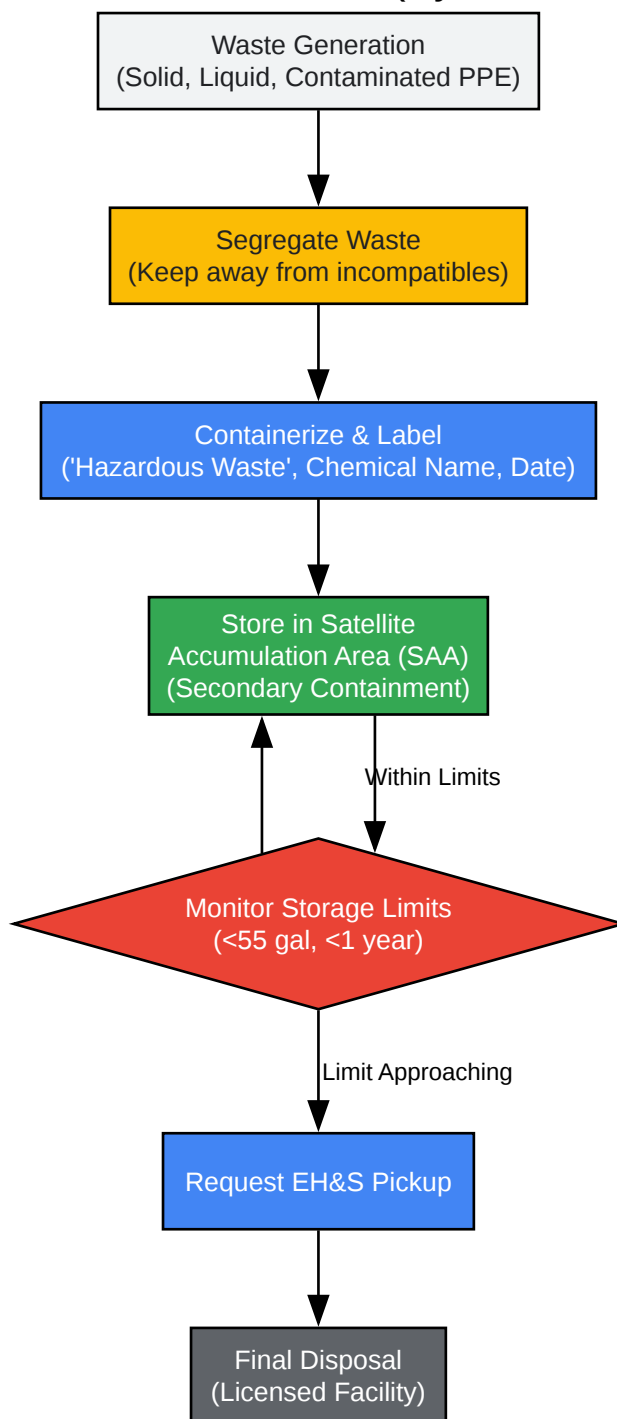 Waste Generation
(Solid, Liquid, Contaminated PPE)
Segregate Waste
(Keep away from incompatibles)
Containerize & Label
('Hazardous Waste', Chemical Name, Date)
Store in Satellite
Accumulation Area (SAA)
(Secondary Containment)
Within Limits
Monitor Storage Limits
(<55 gal, <1 year)
Limit Approaching
Request EH&S Pickup
Final Disposal
(Licensed Facility)